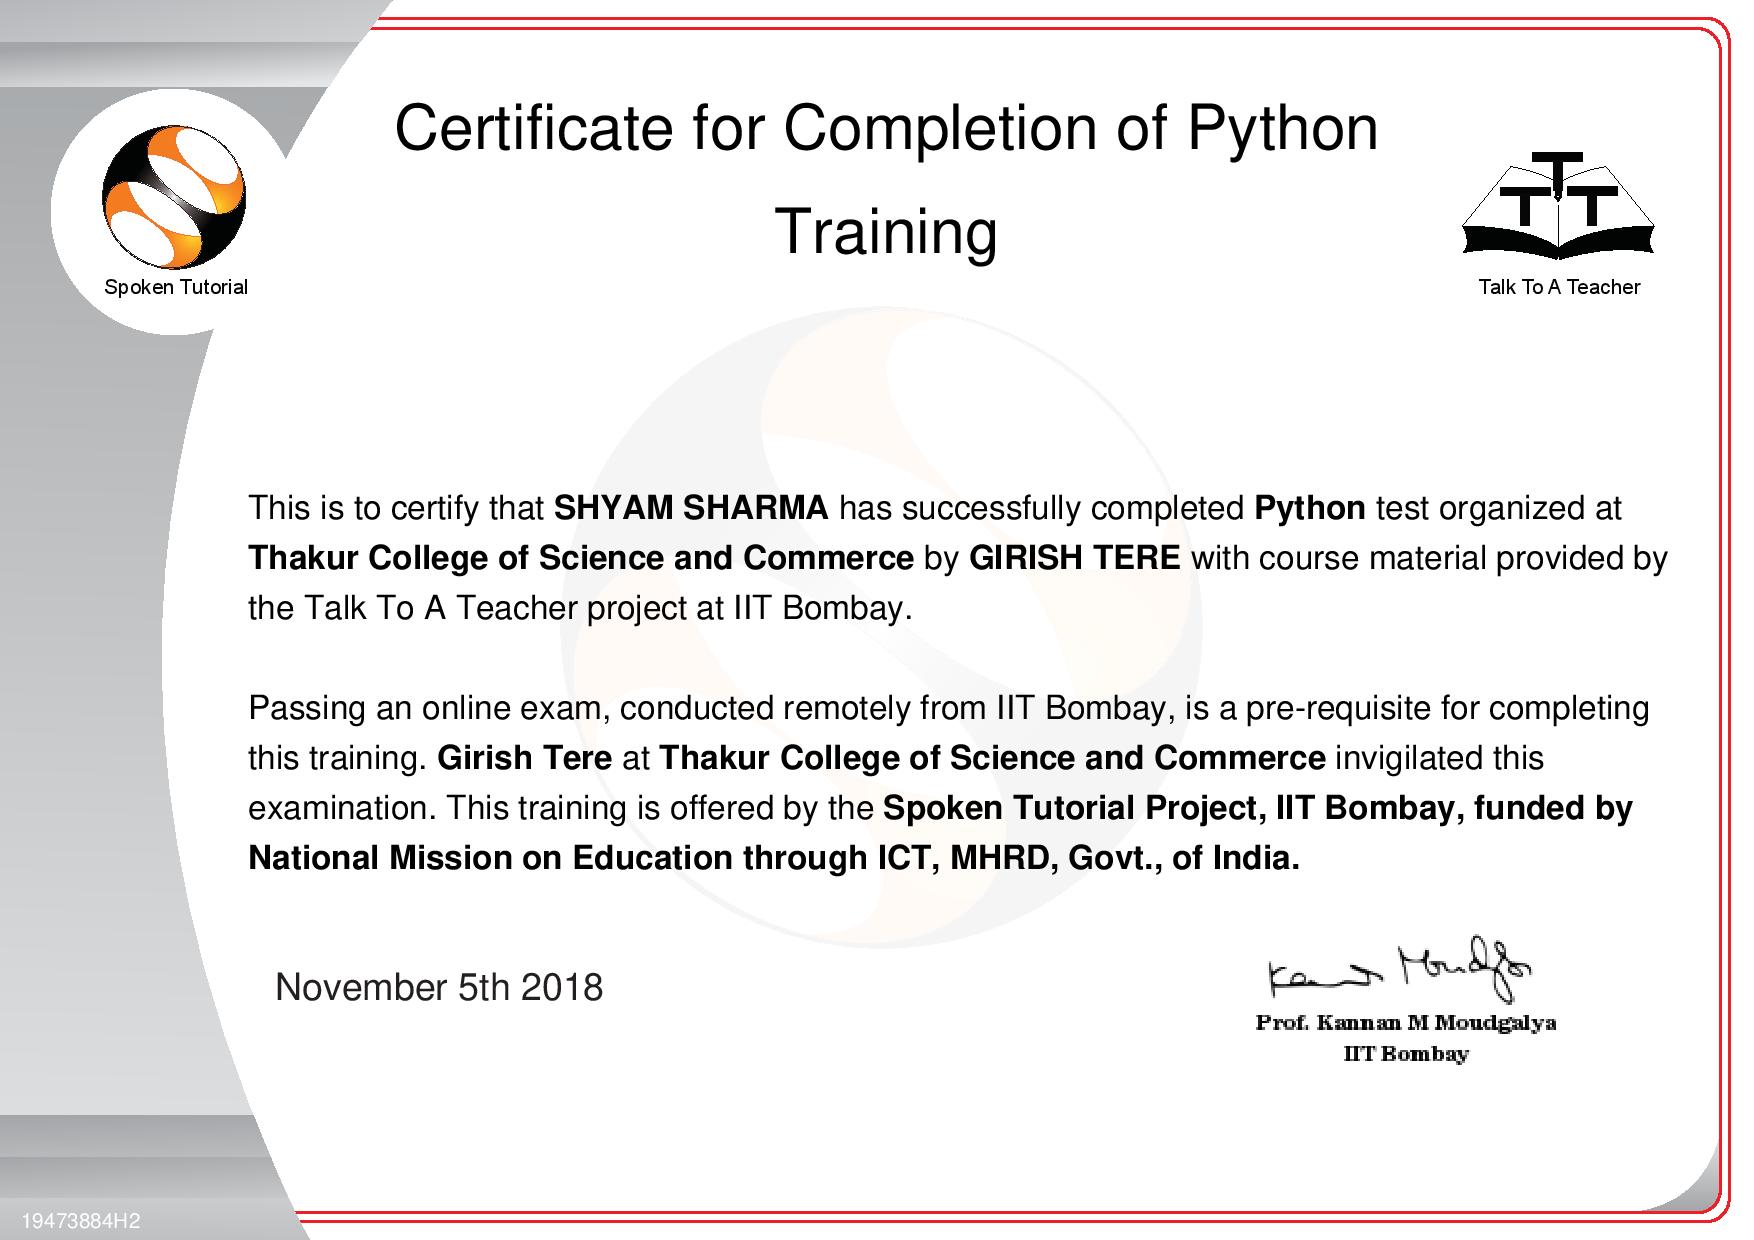 Certificate for Completion of Python
Training
Spoken Tutorial
TTT
Talk To A Teacher
This is to certify that SHYAM SHARMA has successfully completed Python test organized at
Thakur College of Science and Commerce by GIRISH TERE with course material provided by
the Talk To A Teacher project at IIT Bombay.
Passing an online exam, conducted remotely from IIT Bombay, is a pre-requisite for completing
this training. Girish Tere at Thakur College of Science and Commerce invigilated this
examination. This training is offered by the Spoken Tutorial Project, IIT Bombay, funded by
National Mission on Education through ICT, MHRD, Govt., of India.
November 5th 2018
Kannan Moudgalya
Prof. Kannan M Moudgalya
IIT Bombay
19473884H2